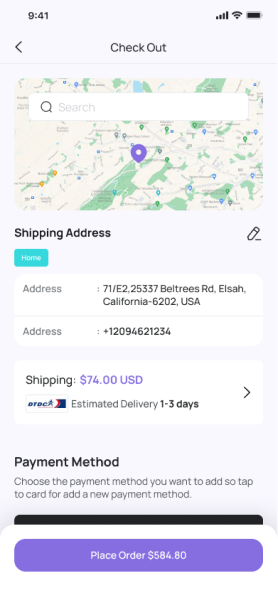 9:41
Check Out
Search
Shipping Address
Home
Address : 71/E2,25337 Beltrees Rd, Elsah,
California-6202, USA
Address : +12094621234
Shipping: $74.00 USD
DTDC Estimated Delivery 1-3 days
Payment Method
Choose the payment method you want to add so tap
to card for add a new payment method.
Place Order $584.80